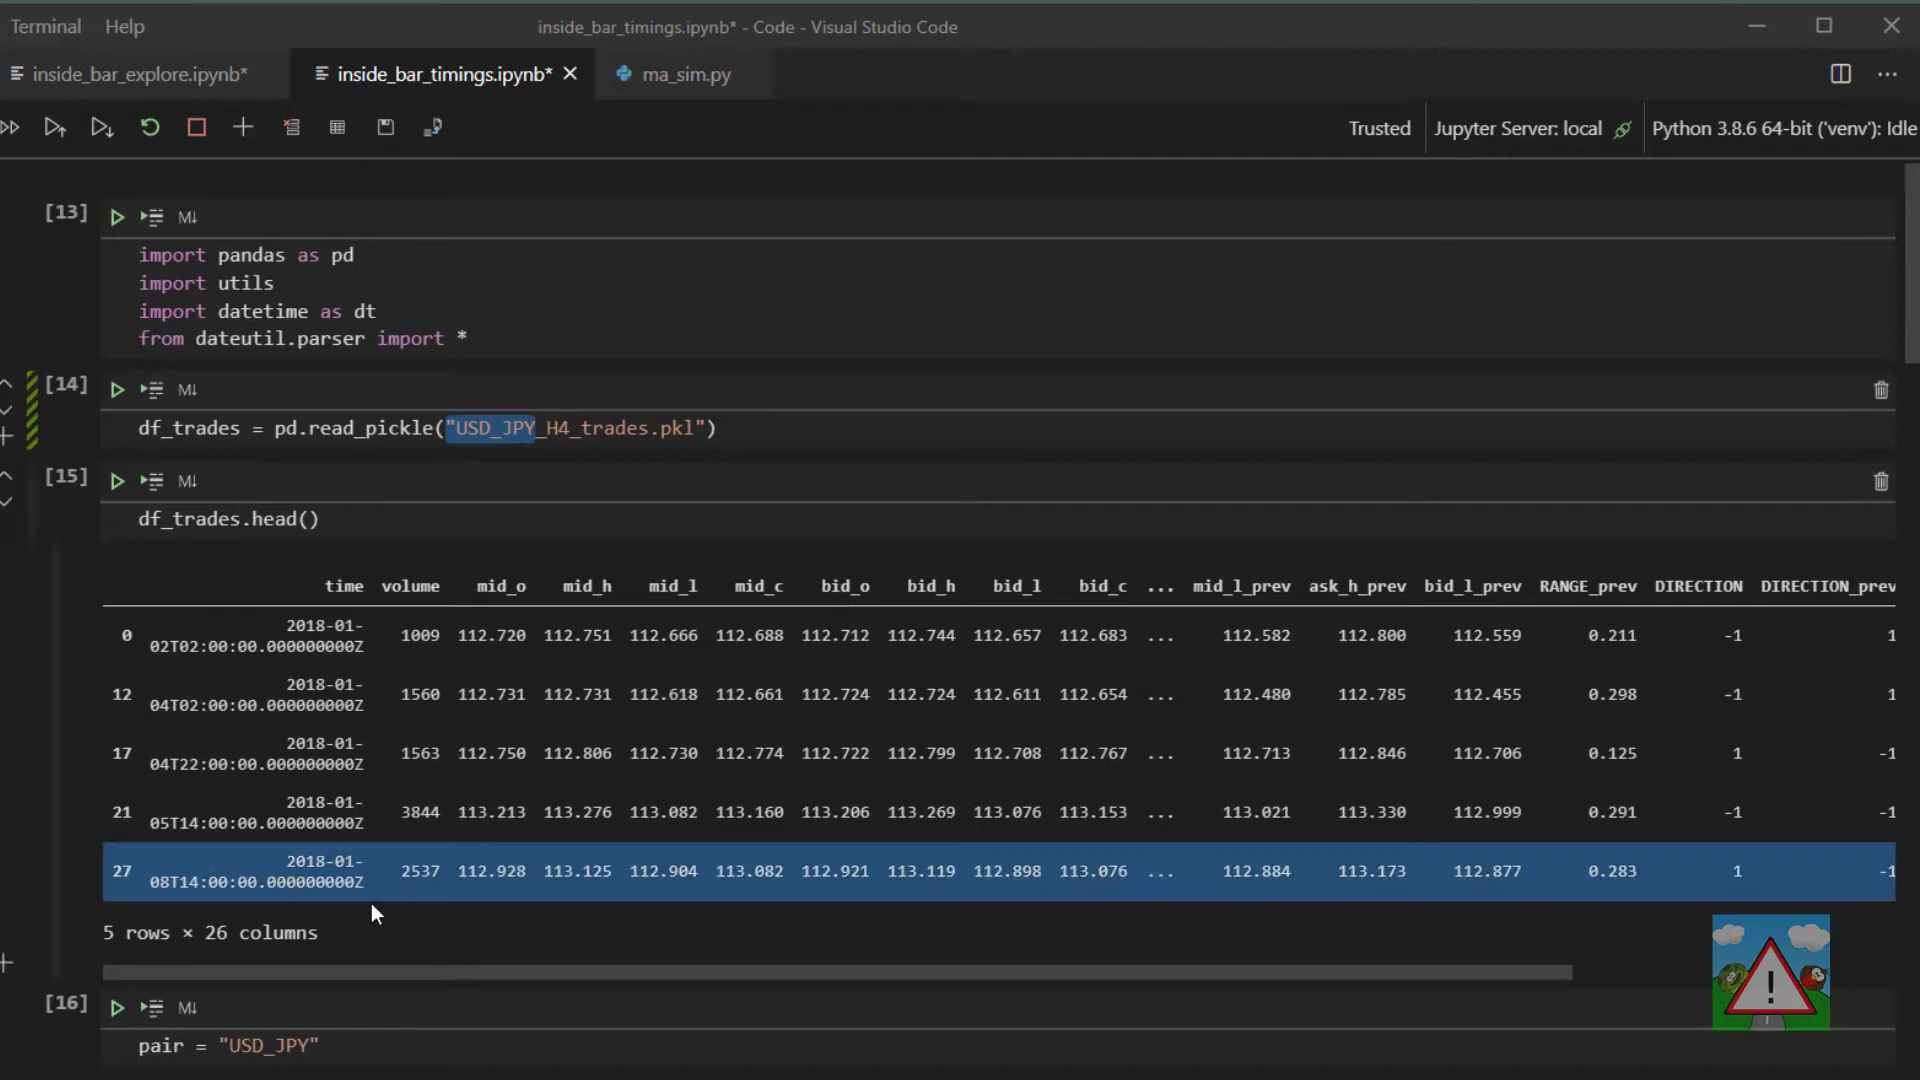 Terminal Help inside_bar_timings.ipynb* - Code - Visual Studio Code
inside_bar_explore.ipynb* inside_bar_timings.ipynb* ma_sim.py
Trusted Jupyter Server: local Python 3.8.6 64-bit ('venv'): Idle
[13] M↓
import pandas as pd
import utils
import datetime as dt
from dateutil.parser import *
[14] M↓
df_trades = pd.read_pickle("USD_JPY_H4_trades.pkl")
[15] M↓
df_trades.head()
time volume mid_o mid_h mid_l mid_c bid_o bid_h bid_l bid_c ... mid_l_prev ask_h_prev bid_l_prev RANGE_prev DIRECTION DIRECTION_prev
2018-01-
0 02T02:00:00.000000000Z 1009 112.720 112.751 112.666 112.688 112.712 112.744 112.657 112.683 ... 112.582 112.800 112.559 0.211 -1 1
2018-01-
12 04T02:00:00.000000000Z 1560 112.731 112.731 112.618 112.661 112.724 112.724 112.611 112.654 ... 112.480 112.785 112.455 0.298 -1 1
2018-01-
17 04T22:00:00.000000000Z 1563 112.750 112.806 112.730 112.774 112.722 112.799 112.708 112.767 ... 112.713 112.846 112.706 0.125 1 -1
2018-01-
21 05T14:00:00.000000000Z 3844 113.213 113.276 113.082 113.160 113.206 113.269 113.076 113.153 ... 113.021 113.330 112.999 0.291 -1 -1
2018-01-
27 08T14:00:00.000000000Z 2537 112.928 113.125 112.904 113.082 112.921 113.119 112.898 113.076 ... 112.884 113.173 112.877 0.283 1 -1
5 rows × 26 columns
[16] M↓
pair = "USD_JPY"